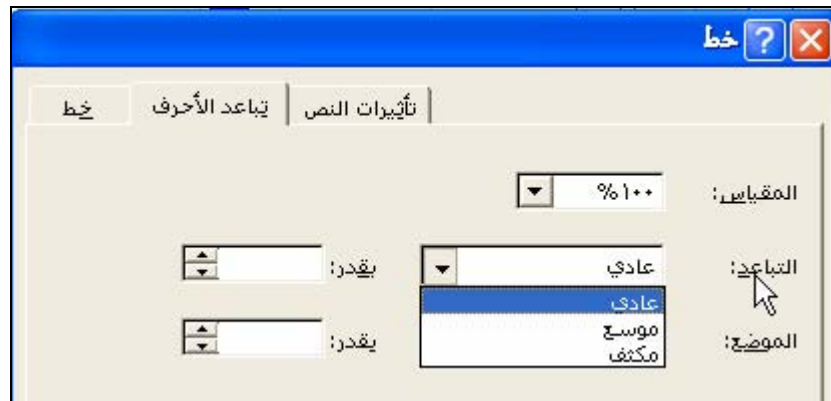 خط
خط تباعد الأحرف تأثيرات النص
المقياس: ١٠٠%
التباعد: عادي بقدر:
عادي
موسع
مكثف
الموضع: بقدر: